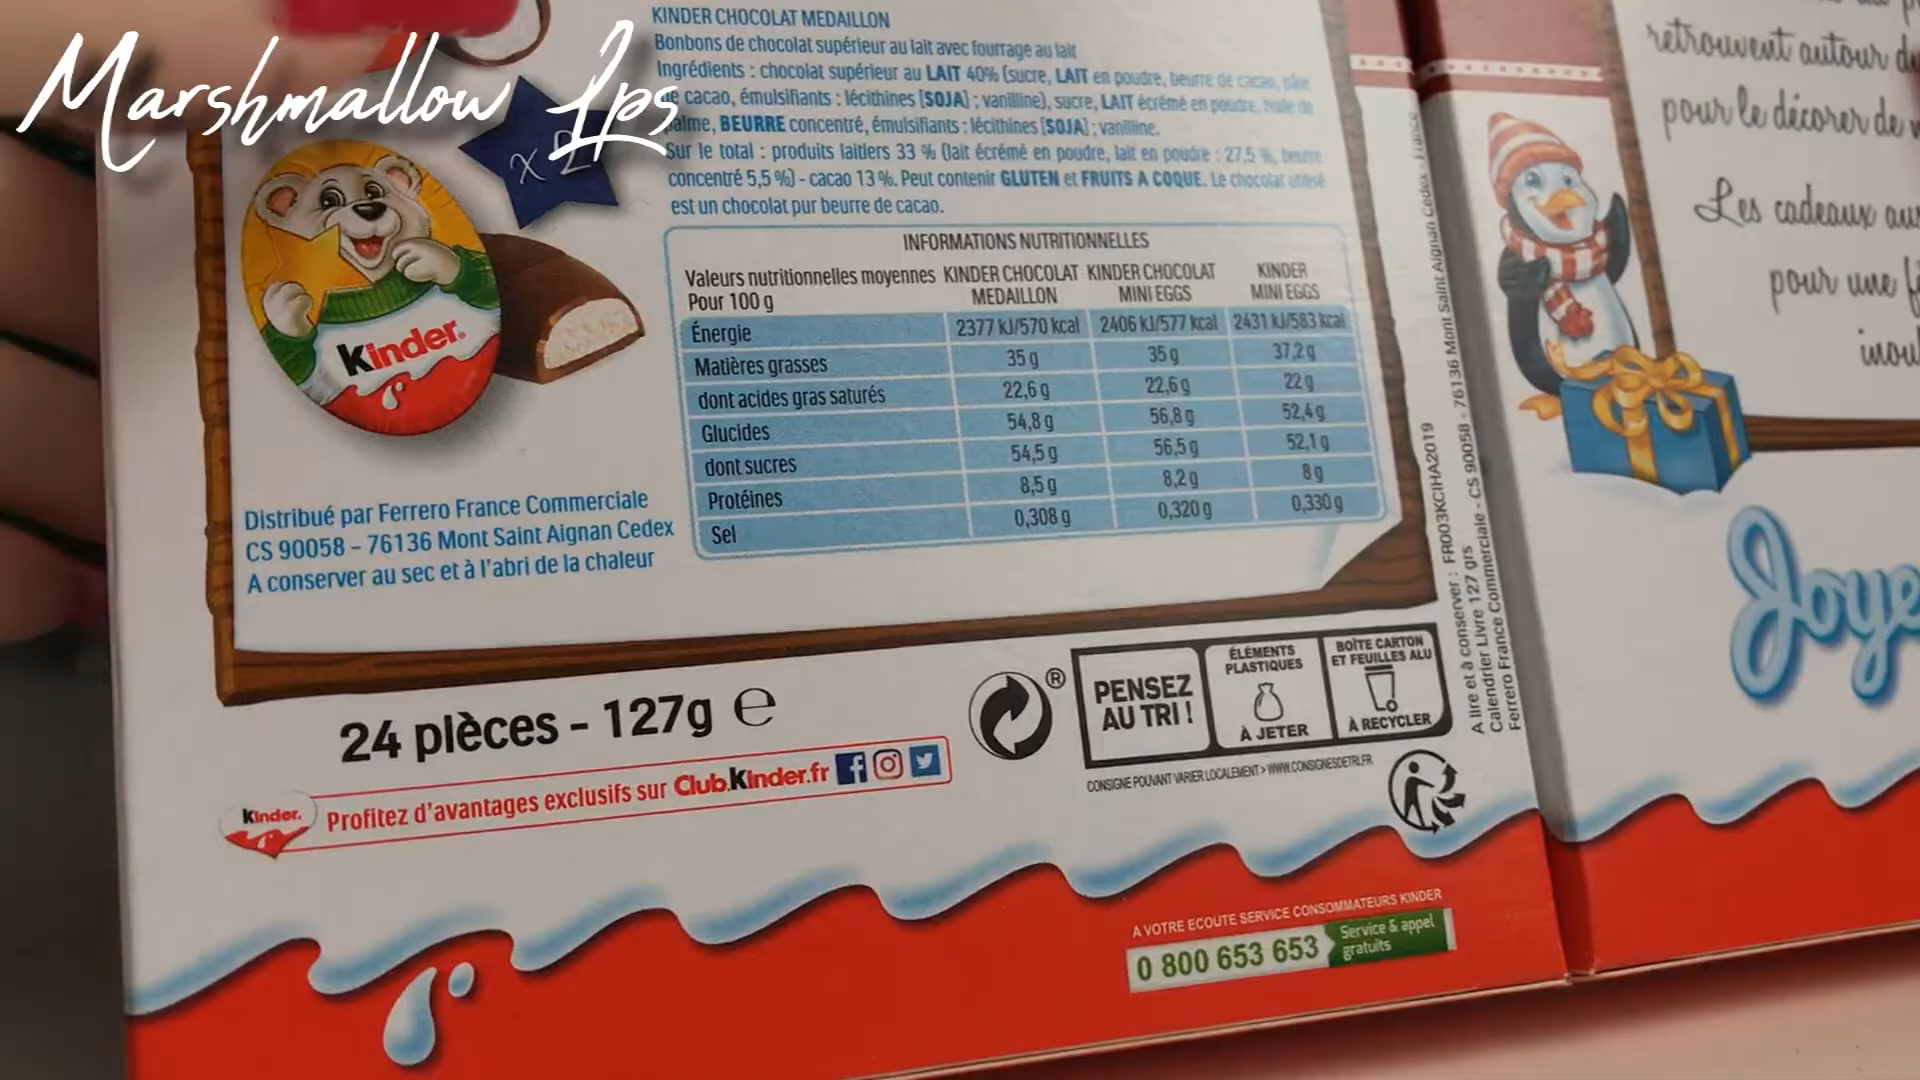 Marshmallow Lps
KINDER CHOCOLAT MEDAILLON
Bonbons de chocolat supérieur au lait avec fourrage au lait
Ingrédients : chocolat supérieur au LAIT 40% (sucre, LAIT en poudre, beurre de cacao, pâte
de cacao, émulsifiants : lécithines [SOJA] ; vanilline), sucre, LAIT écrémé en poudre, huile de
palme, BEURRE concentré, émulsifiants : lécithines [SOJA] ; vanilline.
Sur le total : produits laitiers 33 % (lait écrémé en poudre, lait en poudre : 27,5 %, beurre
concentré 5,5 %) - cacao 13 %. Peut contenir GLUTEN et FRUITS A COQUE. Le chocolat utilisé
est un chocolat pur beurre de cacao.
x 2
Kinder
INFORMATIONS NUTRITIONNELLES
Valeurs nutritionnelles moyennes KINDER CHOCOLAT KINDER CHOCOLAT KINDER
Pour 100 g MEDAILLON MINI EGGS MINI EGGS
Énergie 2377 kJ/570 kcal 2406 kJ/577 kcal 2431 kJ/583 kcal
Matières grasses 35 g 35 g 37,2 g
dont acides gras saturés 22,6 g 22,6 g 22 g
Glucides 54,8 g 56,8 g 52,4 g
dont sucres 54,5 g 56,5 g 52,1 g
Protéines 8,5 g 8,2 g 8 g
Sel 0,308 g 0,320 g 0,330 g
Distribué par Ferrero France Commerciale
CS 90058 – 76136 Mont Saint Aignan Cedex
A conserver au sec et à l'abri de la chaleur
24 pièces - 127g e
Kinder. Profitez d'avantages exclusifs sur Club.Kinder.fr
®
PENSEZ
AU TRI !
ÉLÉMENTS
PLASTIQUES
À JETER
BOÎTE CARTON
ET FEUILLES ALU
À RECYCLER
CONSIGNE POUVANT VARIER LOCALEMENT > WWW.CONSIGNESDETRI.FR
A VOTRE ECOUTE SERVICE CONSOMMATEURS KINDER
0 800 653 653
Service & appel
gratuits
A lire et à conserver : FR003KCIHA2019
Calendrier Livre 127 grs
Ferrero France Commerciale - CS 90058 - 76136 Mont Saint Aignan Cedex - France
retrouvent autour
pour le décorer de
Les cadeaux
pour une
Joye